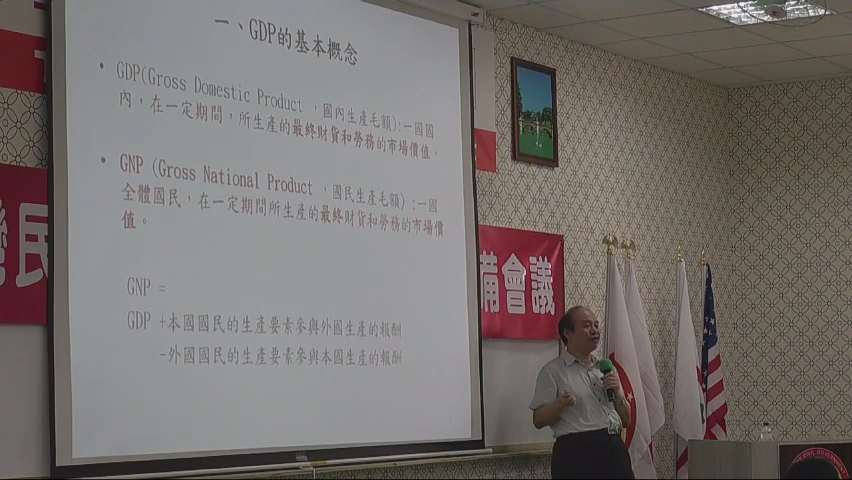 一、GDP的基本概念
• GDP(Gross Domestic Product ，國內生產毛額):一國國
內，在一定期間，所生產的最終財貨和勞務的市場價值。
• GNP (Gross National Product ，國民生產毛額):一國
全體國民，在一定期間所生產的最終財貨和勞務的市場價
值。
GNP =
GDP +本國國民的生產要素參與外國生產的報酬
-外國國民的生產要素參與本國生產的報酬
灣民
備會議
CIVIL GOVERNMENT